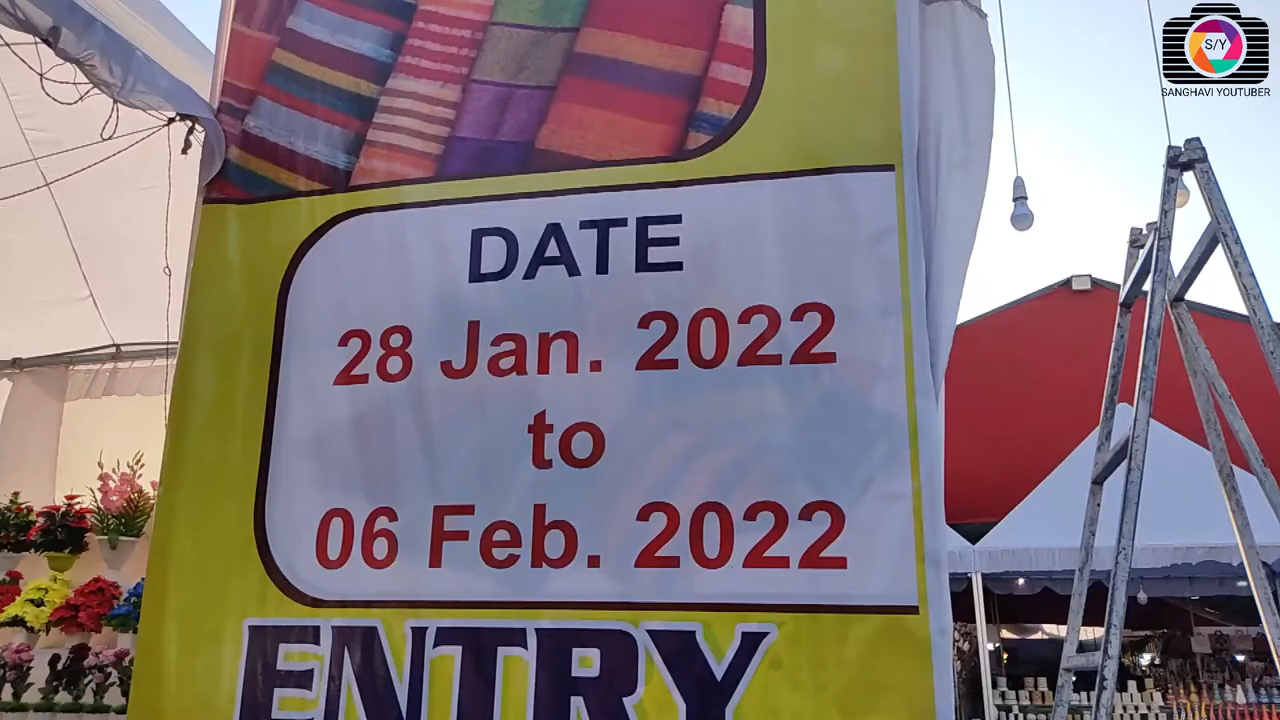 S/Y
SANGHAVI YOUTUBER
DATE
28 Jan. 2022
to
06 Feb. 2022
ENTRY